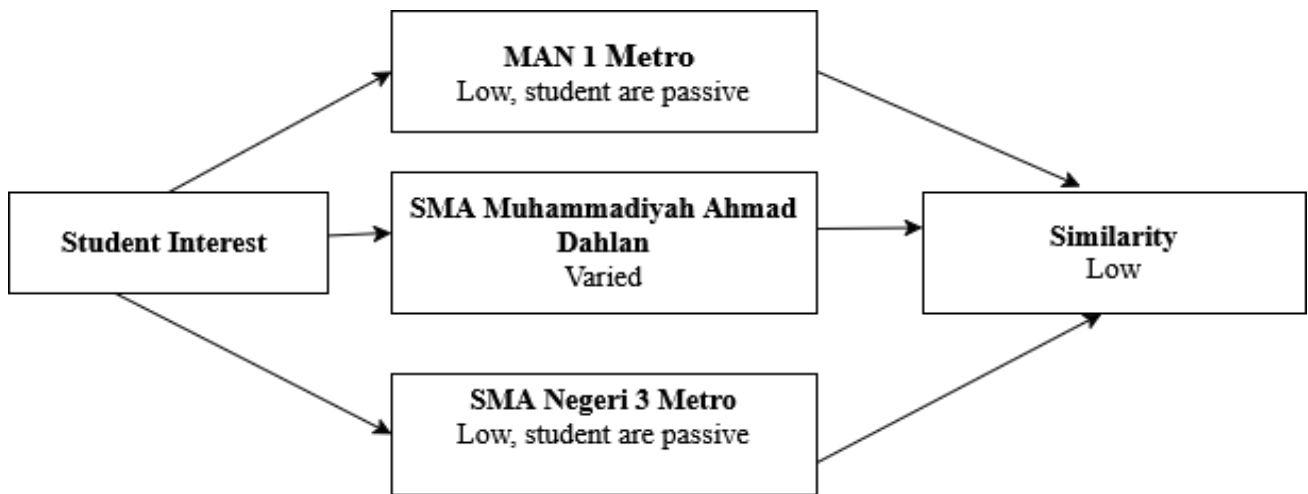 MAN 1 Metro
Low, student are passive
Student Interest
SMA Muhammadiyah Ahmad
Dahlan
Varied
Similarity
Low
SMA Negeri 3 Metro
Low, student are passive